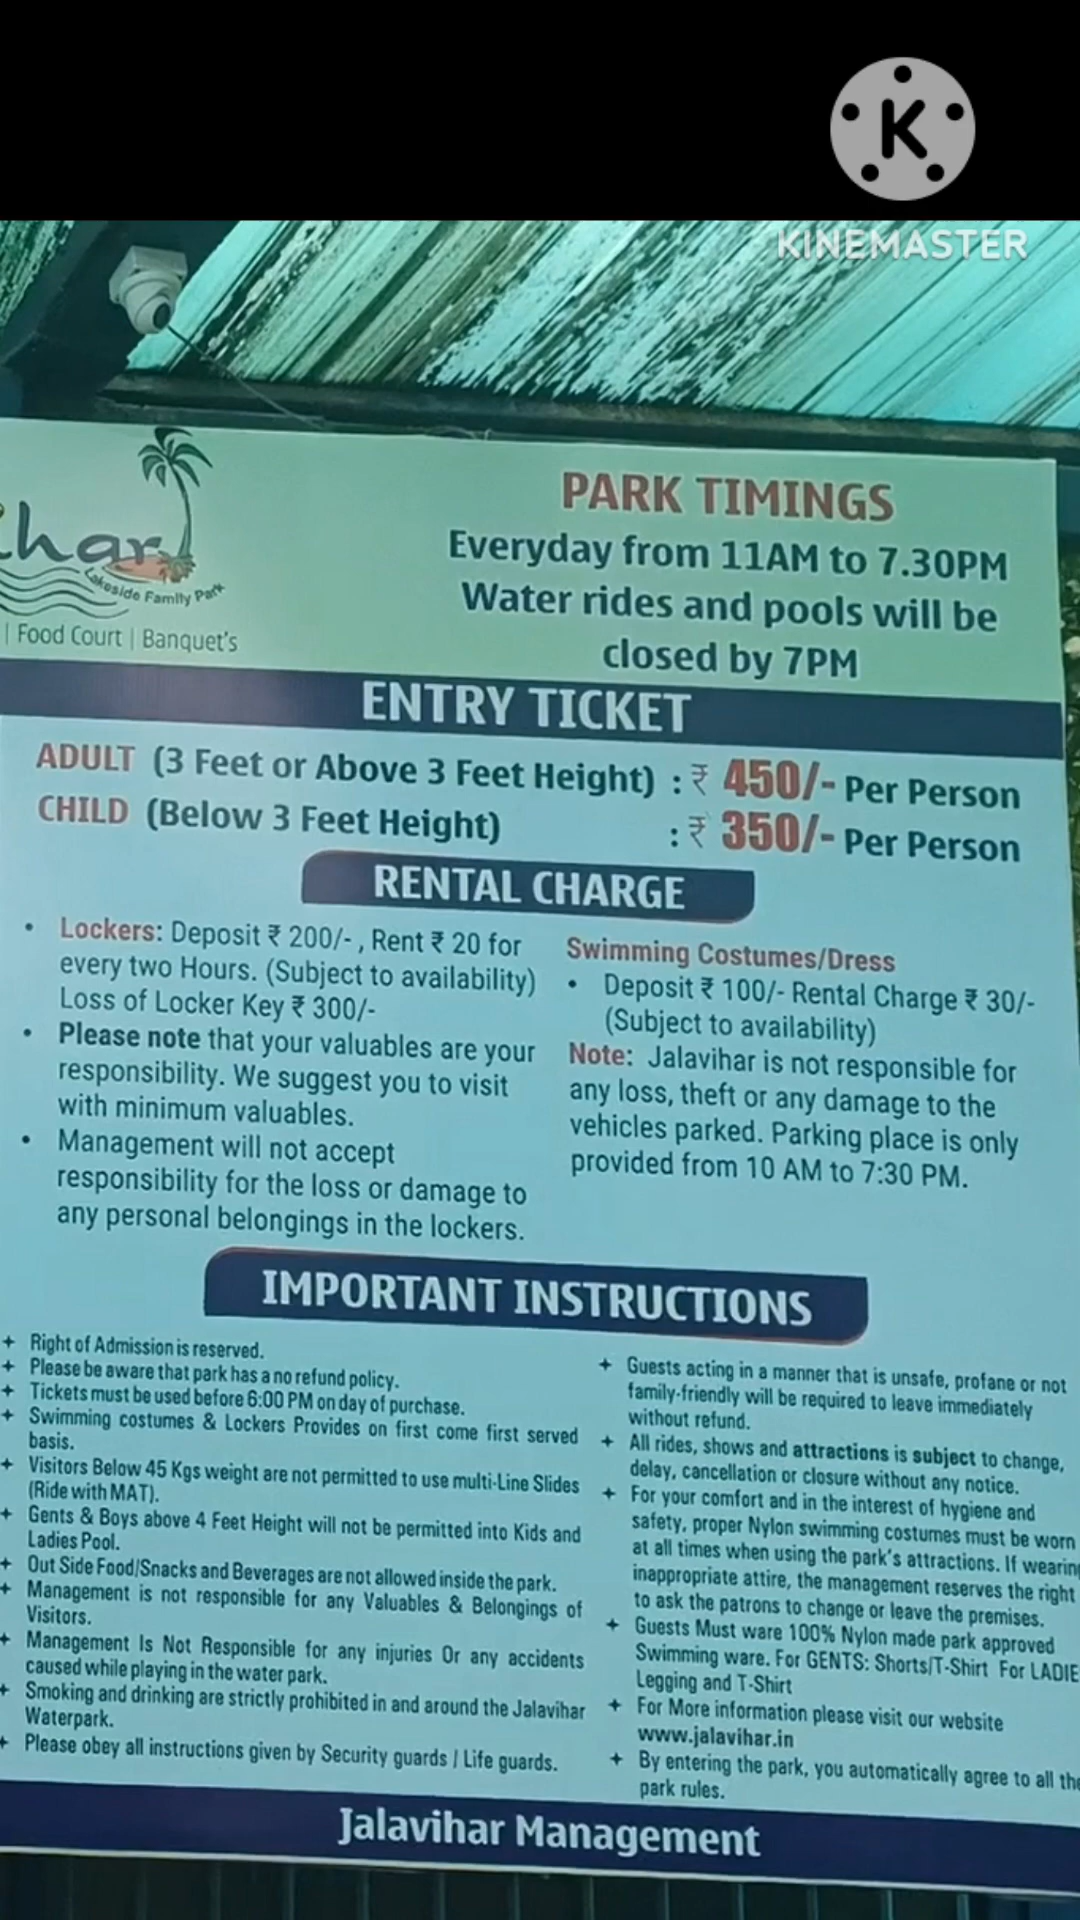 K
KINEMASTER
har
Lakeside Family Park
| Food Court | Banquet's
PARK TIMINGS
Everyday from 11AM to 7.30PM
Water rides and pools will be
closed by 7PM
ENTRY TICKET
ADULT (3 Feet or Above 3 Feet Height) : ₹ 450/- Per Person
CHILD (Below 3 Feet Height) : ₹ 350/- Per Person
RENTAL CHARGE
• Lockers: Deposit ₹ 200/- , Rent ₹ 20 for
every two Hours. (Subject to availability)
Loss of Locker Key ₹ 300/-
• Please note that your valuables are your
responsibility. We suggest you to visit
with minimum valuables.
• Management will not accept
responsibility for the loss or damage to
any personal belongings in the lockers.
Swimming Costumes/Dress
• Deposit ₹ 100/- Rental Charge ₹ 30/-
(Subject to availability)
Note: Jalavihar is not responsible for
any loss, theft or any damage to the
vehicles parked. Parking place is only
provided from 10 AM to 7:30 PM.
IMPORTANT INSTRUCTIONS
+ Right of Admission is reserved.
+ Please be aware that park has a no refund policy.
+ Tickets must be used before 6:00 PM on day of purchase.
+ Swimming costumes & Lockers Provides on first come first served
basis.
+ Visitors Below 45 Kgs weight are not permitted to use multi-Line Slides
(Ride with MAT).
+ Gents & Boys above 4 Feet Height will not be permitted into Kids and
Ladies Pool.
+ Out Side Food/Snacks and Beverages are not allowed inside the park.
+ Management is not responsible for any Valuables & Belongings of
Visitors.
+ Management Is Not Responsible for any injuries Or any accidents
caused while playing in the water park.
+ Smoking and drinking are strictly prohibited in and around the Jalavihar
Waterpark.
+ Please obey all instructions given by Security guards / Life guards.
+ Guests acting in a manner that is unsafe, profane or not
family-friendly will be required to leave immediately
without refund.
+ All rides, shows and attractions is subject to change,
delay, cancellation or closure without any notice.
+ For your comfort and in the interest of hygiene and
safety, proper Nylon swimming costumes must be worn
at all times when using the park's attractions. If wearin
inappropriate attire, the management reserves the right
to ask the patrons to change or leave the premises.
+ Guests Must ware 100% Nylon made park approved
Swimming ware. For GENTS: Shorts/T-Shirt For LADIE
Legging and T-Shirt
+ For More information please visit our website
www.jalavihar.in
+ By entering the park, you automatically agree to all the
park rules.
Jalavihar Management